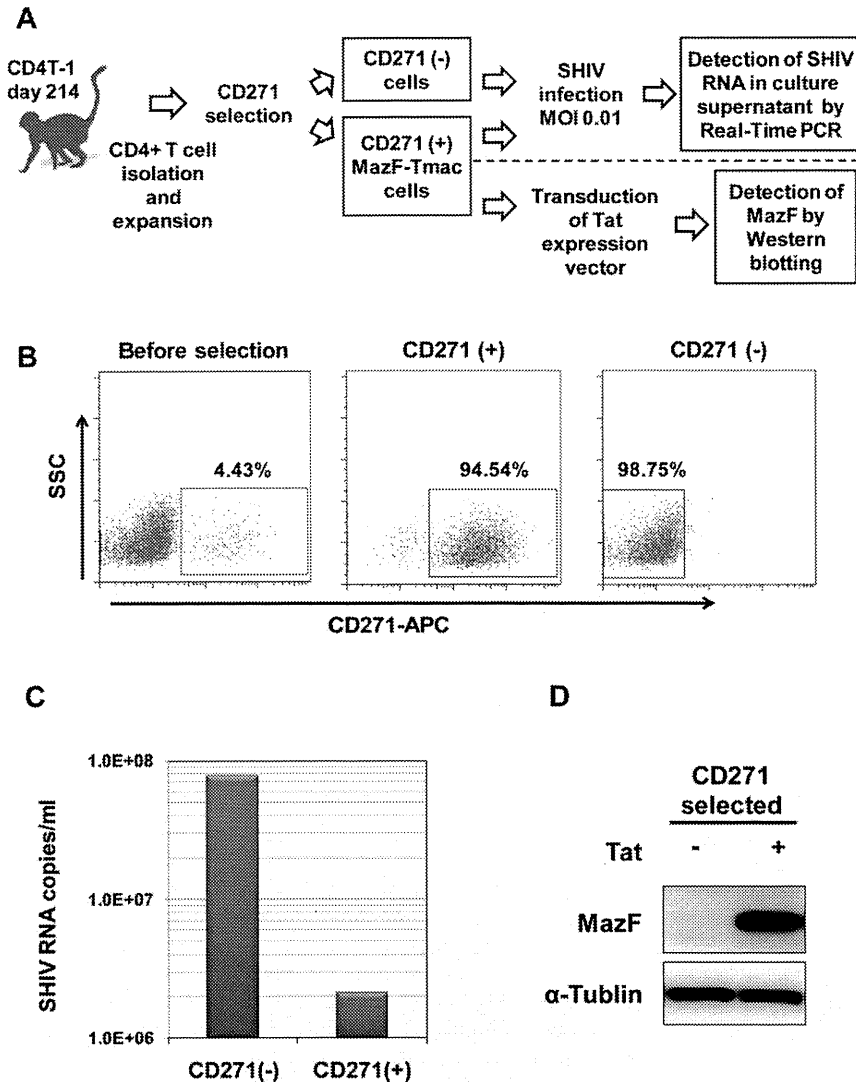 A
CD4T-1
day 214
CD4+ T cell
isolation
and
expansion
CD271
selection
CD271 (-)
cells
CD271 (+)
MazF-Tmac
cells
SHIV
infection
MOI 0.01
Detection of SHIV
RNA in culture
supernatant by
Real-Time PCR
Transduction
of Tat
expression
vector
Detection of
MazF by
Western
blotting
B
Before selection
CD271 (+)
CD271 (-)
SSC
4.43%
94.54%
98.75%
CD271-APC
C
SHIV RNA copies/ml
1.0E+08
1.0E+07
1.0E+06
CD271(-)
CD271(+)
D
CD271
selected
Tat - +
MazF
α-Tublin